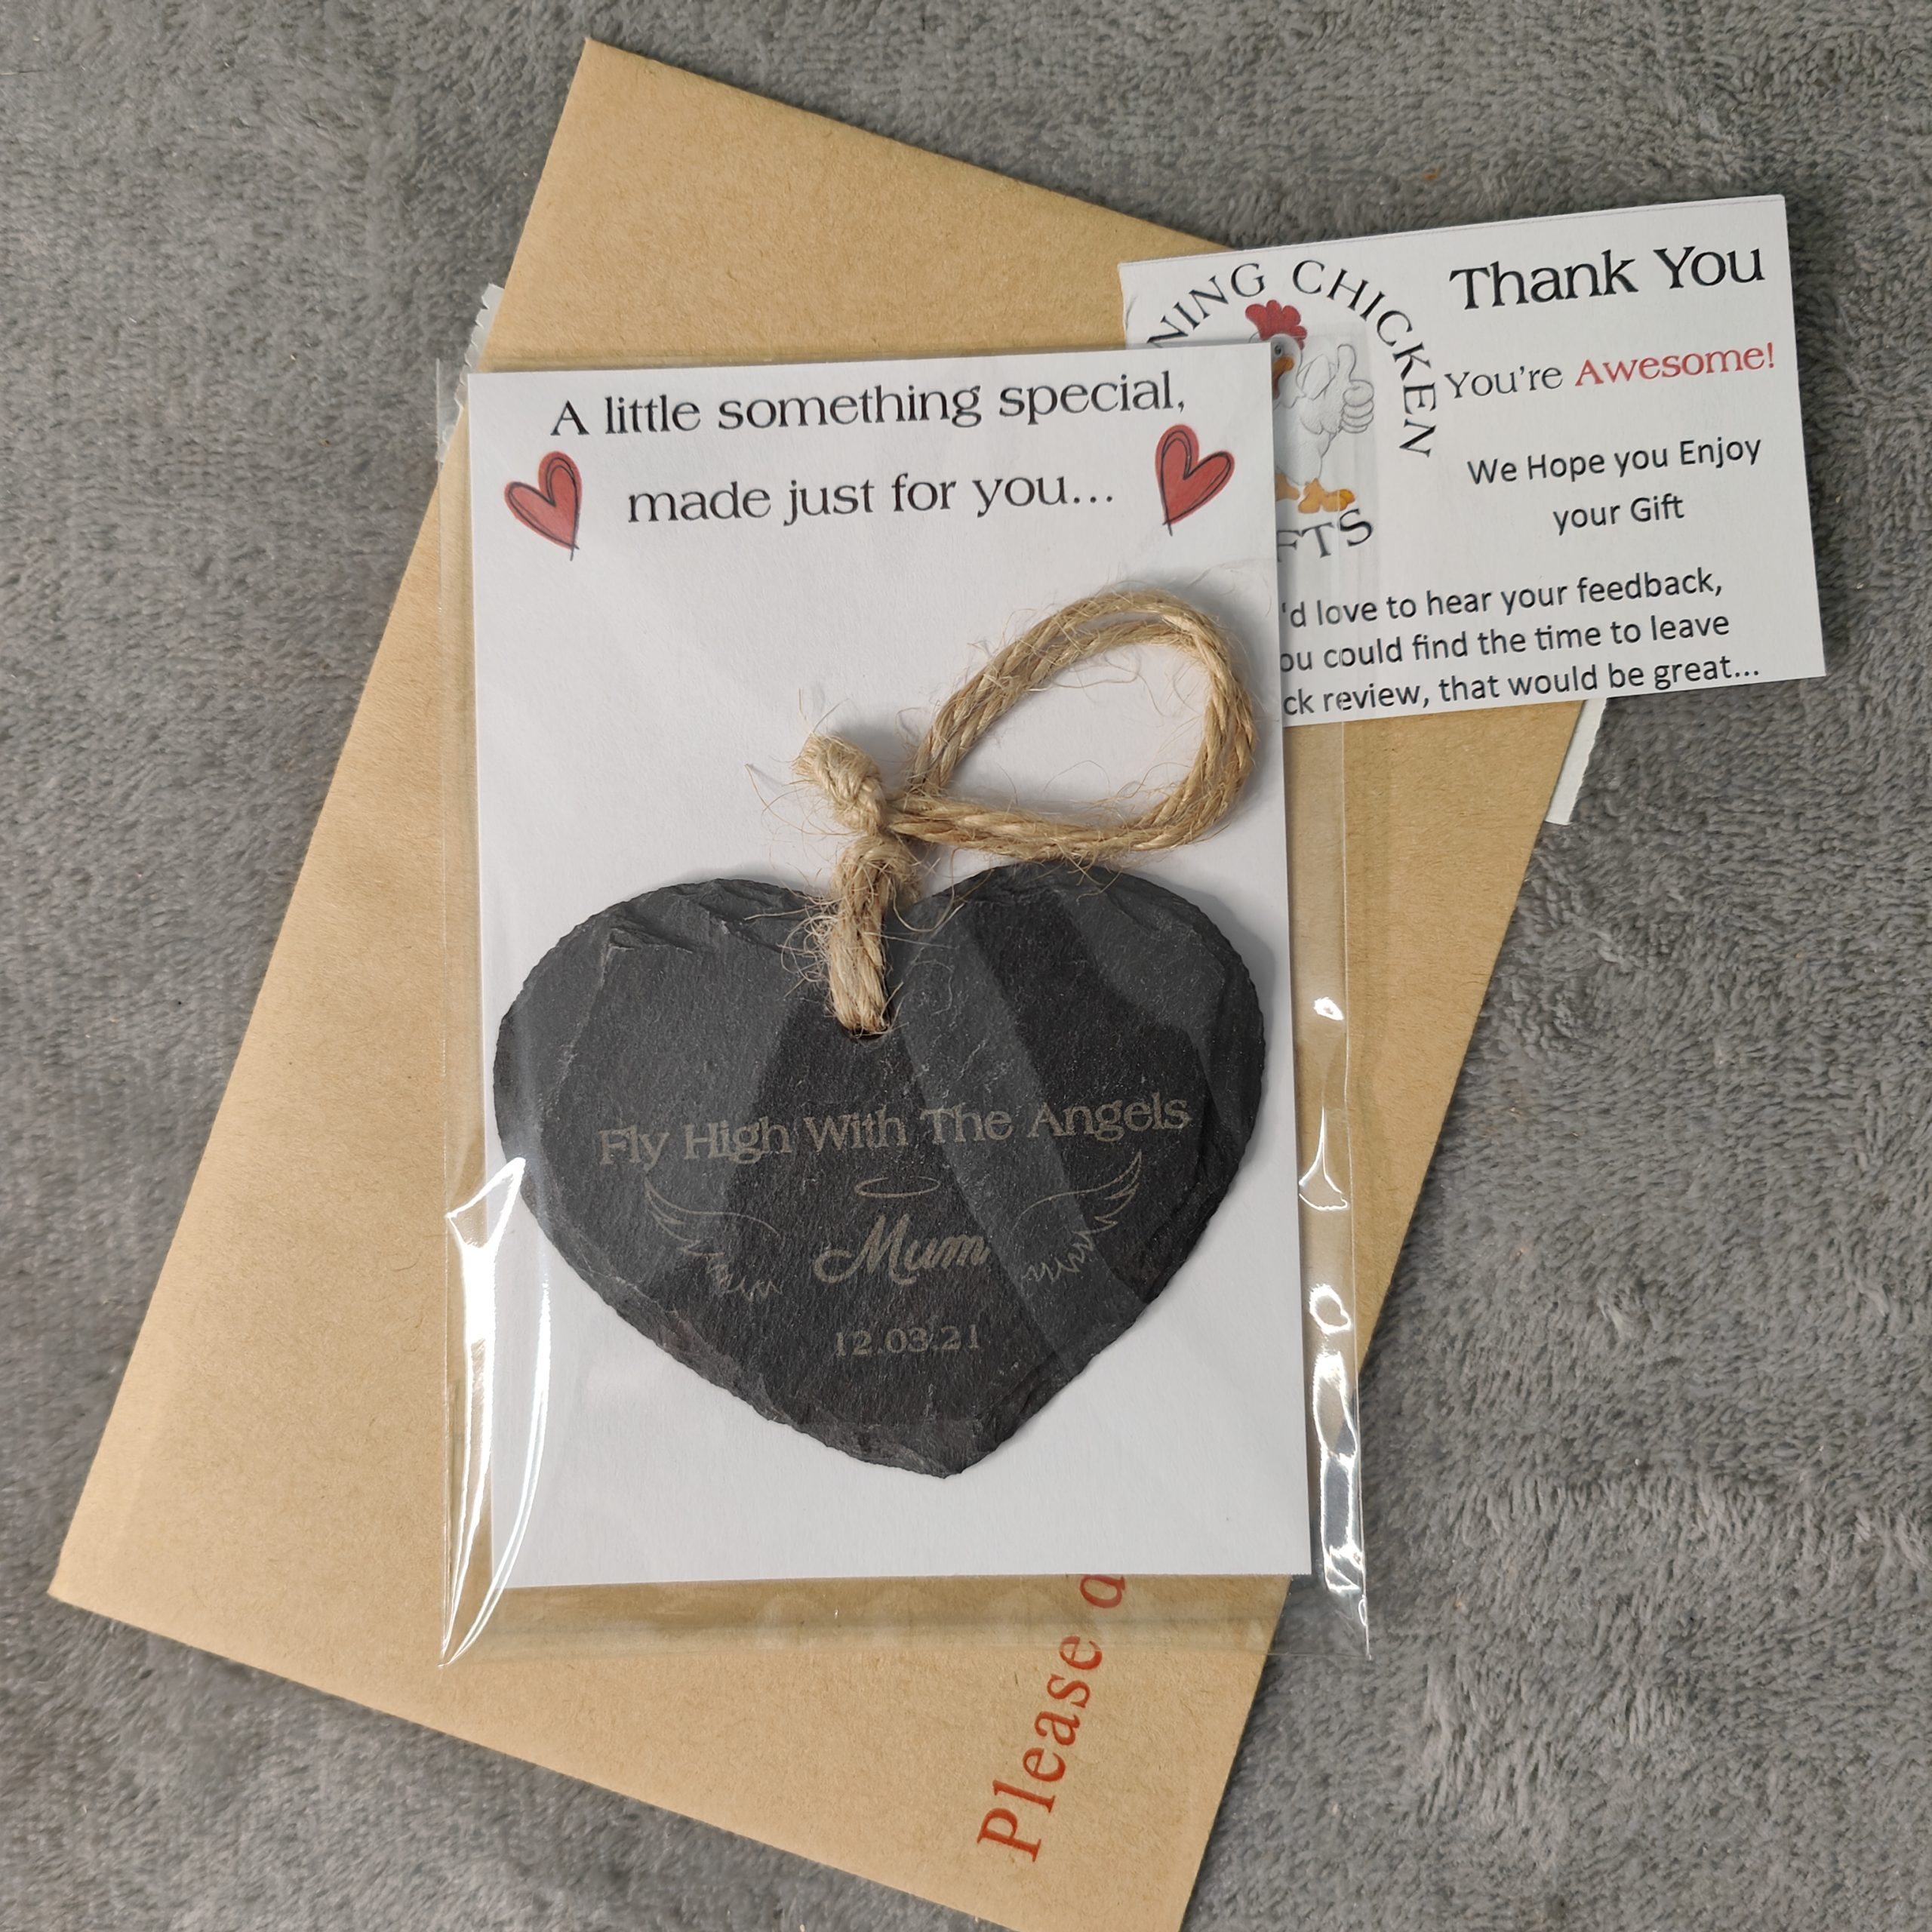 A little something special,
made just for you...
Fly High With The Angels
Mum
12.03.21
CHICKEN
Thank You
You're Awesome!
We Hope you Enjoy
your Gift
'd love to hear your feedback,
could find the time to leave
review, that would be great...
Please